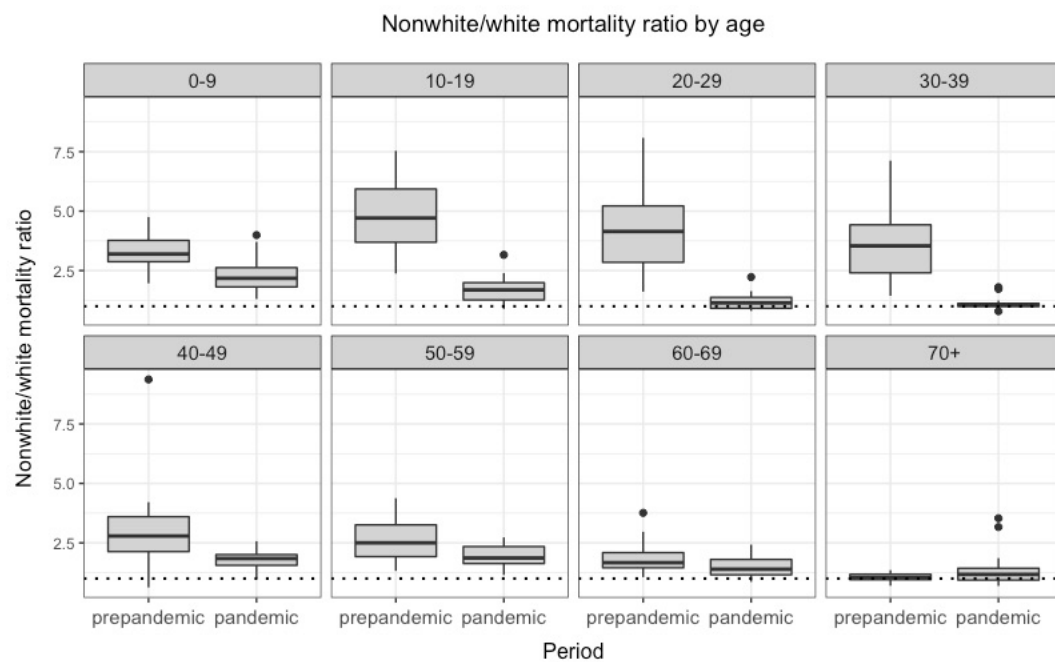 Nonwhite/white mortality ratio by age
0-9 10-19 20-29 30-39
7.5
5.0
2.5
40-49 50-59 60-69 70+
7.5
5.0
2.5
Nonwhite/white mortality ratio
prepandemic pandemic prepandemic pandemic prepandemic pandemic prepandemic pandemic
Period